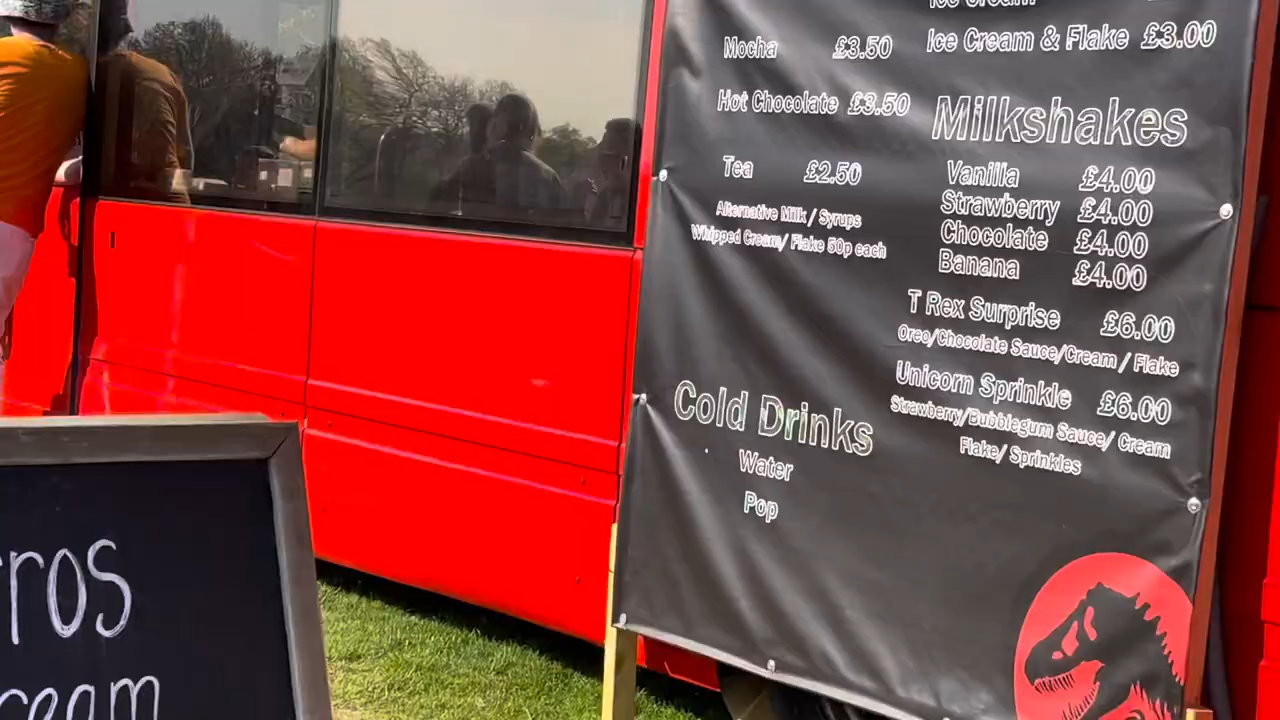 Mocha £3.50
Hot Chocolate £3.50
Tea £2.50
Alternative Milk / Syrups
Whipped Cream/ Flake 50p each
Cold Drinks
Water
Pop
Ice Cream
Ice Cream & Flake £3.00
Milkshakes
Vanilla £4.00
Strawberry £4.00
Chocolate £4.00
Banana £4.00
T Rex Surprise £6.00
Oreo/Chocolate Sauce/Cream / Flake
Unicorn Sprinkle £6.00
Strawberry/Bubblegum Sauce/ Cream
Flake/ Sprinkles
rros
ream